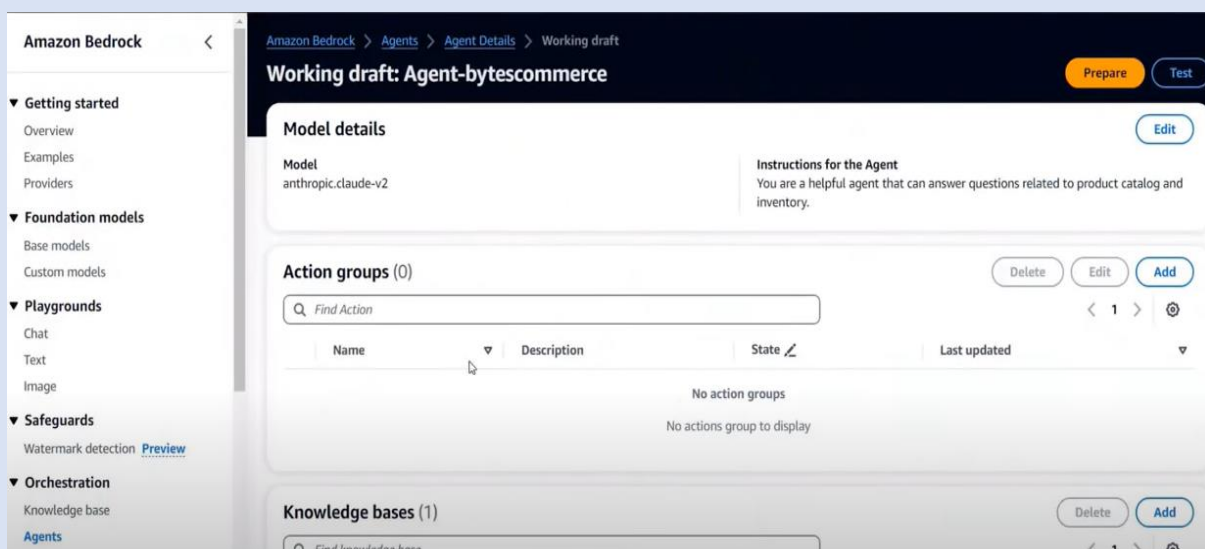 Amazon Bedrock
Getting started
Overview
Examples
Providers
Foundation models
Base models
Custom models
Playgrounds
Chat
Text
Image
Safeguards
Watermark detection Preview
Orchestration
Knowledge base
Agents
Amazon Bedrock > Agents > Agent Details > Working draft
Working draft: Agent-bytescommerce
Prepare
Test
Model details
Edit
Model
anthropic.claude-v2
Instructions for the Agent
You are a helpful agent that can answer questions related to product catalog and
inventory.
Action groups (0)
Delete
Edit
Add
Find Action
1
Name
Description
State
Last updated
No action groups
No actions group to display
Knowledge bases (1)
Delete
Add
Find knowledge base
1